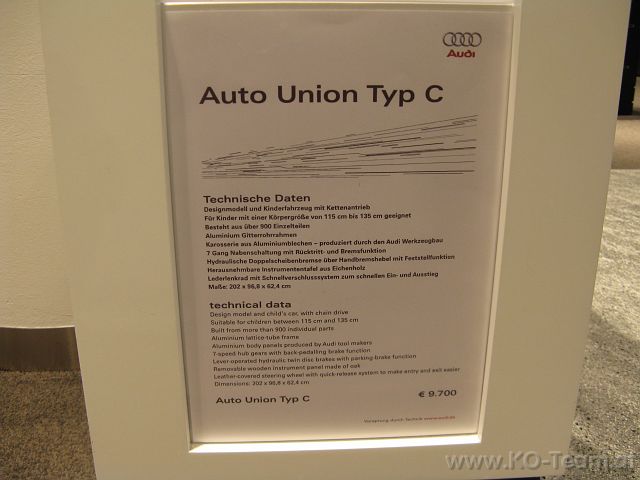 Audi
Auto Union Typ C
Technische Daten
Designmodell und Kinderfahrzeug mit Kettenantrieb
Für Kinder mit einer Körpergröße von 115 cm bis 135 cm geeignet
Besteht aus über 900 Einzelteilen
Aluminium Gitterrohrrahmen
Karosserie aus Aluminiumblechen – produziert durch den Audi Werkzeugbau
7 Gang Nabenschaltung mit Rücktritt- und Bremsfunktion
Hydraulische Doppelscheibenbremse über Handbremshebel mit Feststellfunktion
Herausnehmbare Instrumententafel aus Eichenholz
Lederlenkrad mit Schnellverschlusssystem zum schnellen Ein- und Ausstieg
Maße: 202 x 96,8 x 62,4 cm
technical data
Design model and child's car, with chain drive
Suitable for children between 115 cm and 135 cm
Built from more than 900 individual parts
Aluminium lattice-tube frame
Aluminium body panels produced by Audi tool makers
7-speed hub gears with back-pedalling brake function
Lever-operated hydraulic twin disc brakes with parking-brake function
Removable wooden instrument panel made of oak
Leather-covered steering wheel with quick-release system to make entry and exit easier
Dimensions: 202 x 96,8 x 62,4 cm
Auto Union Typ C € 9.700
Vorsprung durch Technik www.audi.de
www.KO-Team.at